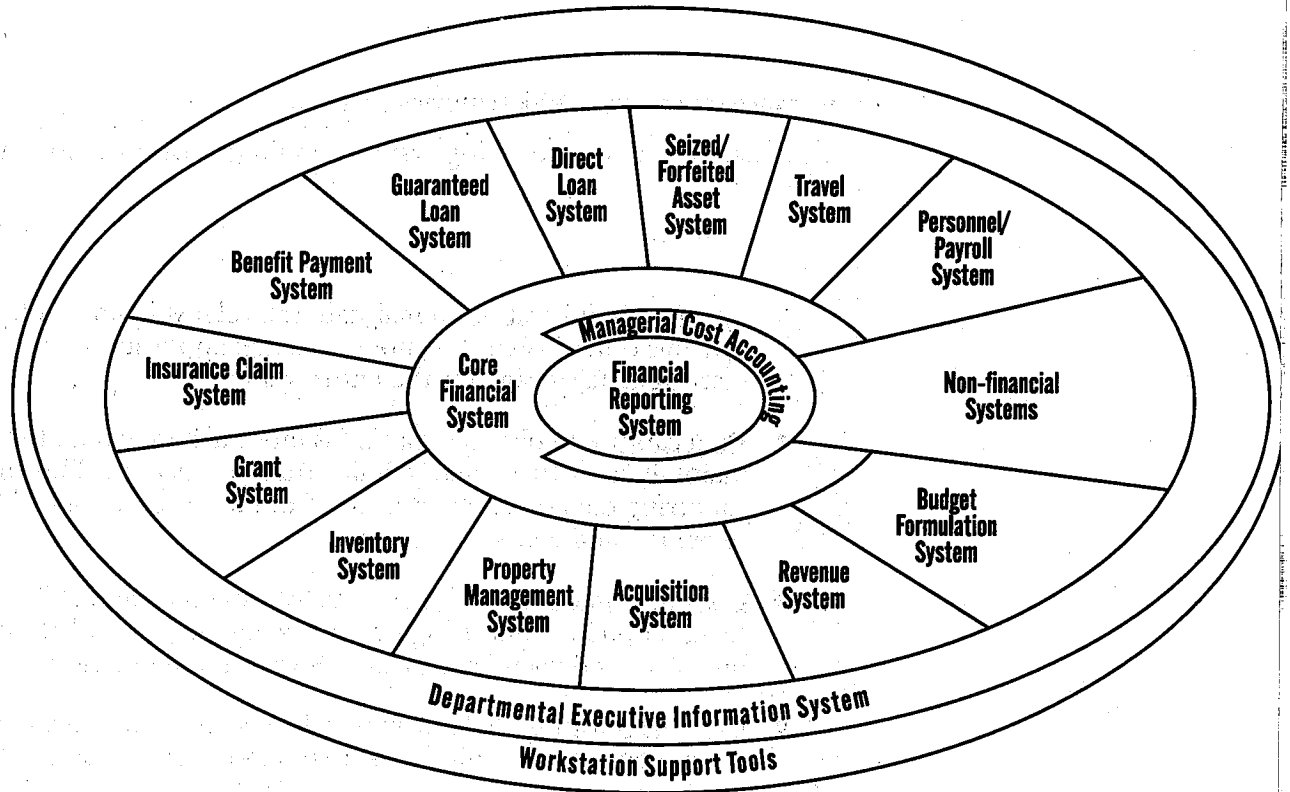 Seized/
Forfeited
Asset
System
Direct
Loan
System
Travel
System
Guaranteed
Loan
System
Personnel/
Payroll
System
Benefit Payment
System
Managerial Cost Accounting
Insurance Claim
System
Core
Financial
System
Financial
Reporting
System
Non-financial
Systems
Grant
System
Budget
Formulation
System
Inventory
System
Property
Management
System
Acquisition
System
Revenue
System
Departmental Executive Information System
Workstation Support Tools